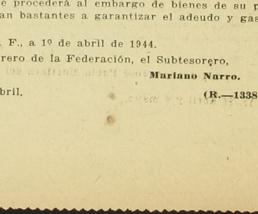 e procederá al embargo de bienes de su p
an bastantes a garantizar el adeudo y gas
. F., a 1º de abril de 1944.
rero de la Federación, el Subtesorero,
Mariano Narro.
bril.
(R.—1338